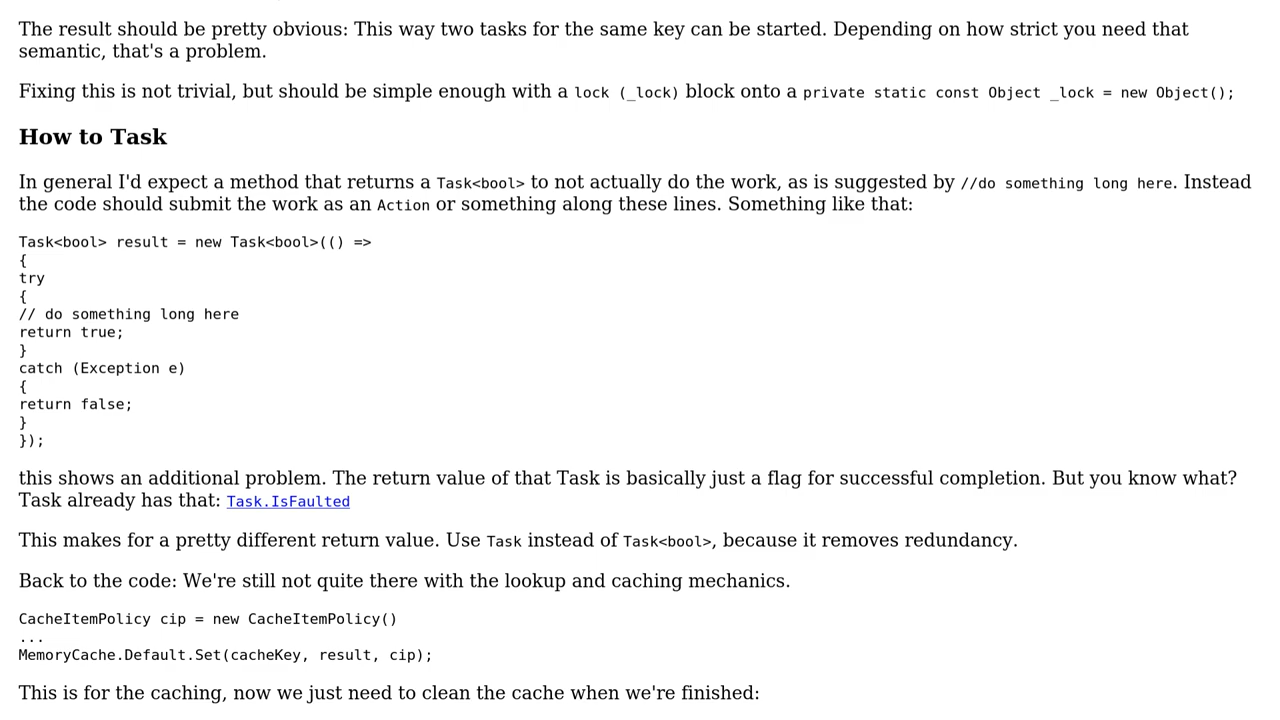 The result should be pretty obvious: This way two tasks for the same key can be started. Depending on how strict you need that
semantic, that's a problem.
Fixing this is not trivial, but should be simple enough with a lock (_lock) block onto a private static const Object _lock = new Object();
How to Task
In general I'd expect a method that returns a Task<bool> to not actually do the work, as is suggested by //do something long here. Instead
the code should submit the work as an Action or something along these lines. Something like that:
Task<bool> result = new Task<bool>(() =>
{
try
{
// do something long here
return true;
}
catch (Exception e)
{
return false;
}
});
this shows an additional problem. The return value of that Task is basically just a flag for successful completion. But you know what?
Task already has that: Task.IsFaulted
This makes for a pretty different return value. Use Task instead of Task<bool>, because it removes redundancy.
Back to the code: We're still not quite there with the lookup and caching mechanics.
CacheItemPolicy cip = new CacheItemPolicy()
...
MemoryCache.Default.Set(cacheKey, result, cip);
This is for the caching, now we just need to clean the cache when we're finished: